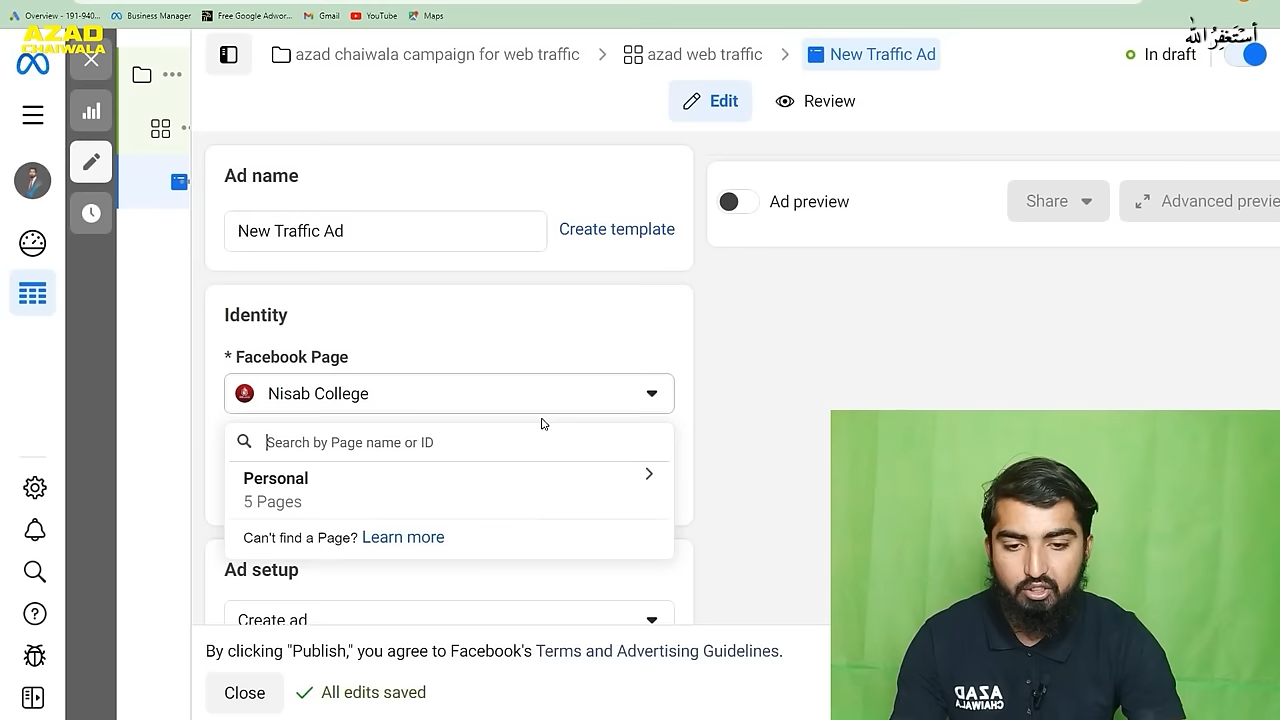 Overview - 191-940...
Business Manager
Free Google Adwor...
Gmail
YouTube
Maps
AZAD
CHAIWALA
أستغفر الله
azad chaiwala campaign for web traffic
azad web traffic
New Traffic Ad
In draft
Edit
Review
Ad name
New Traffic Ad
Create template
Ad preview
Share
Advanced previe
Identity
* Facebook Page
Nisab College
Search by Page name or ID
Personal
5 Pages
Can't find a Page? Learn more
Ad setup
Create ad
By clicking "Publish," you agree to Facebook's Terms and Advertising Guidelines.
Close
All edits saved
AZAD
CHAIWALA